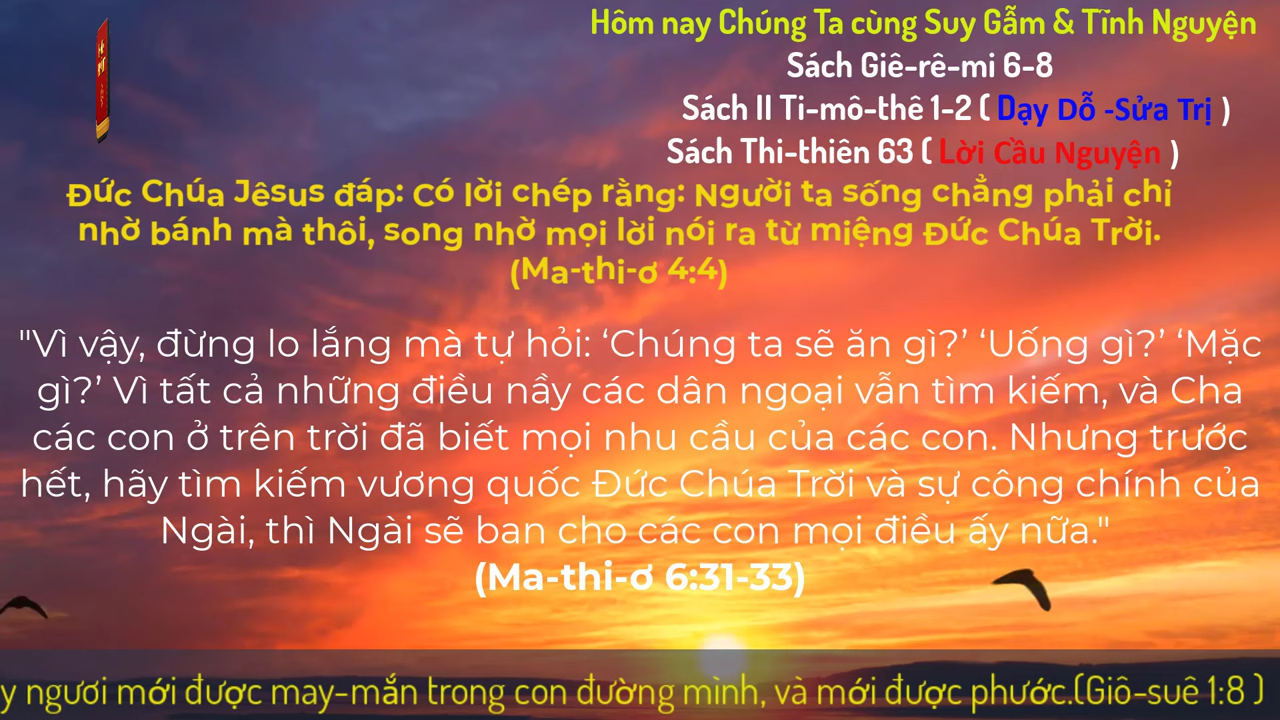 Hôm nay Chúng Ta cùng Suy Gẫm & Tĩnh Nguyện
Sách Giê-rê-mi 6-8
Sách II Ti-mô-thê 1-2 ( Dạy Dỗ -Sửa Trị )
Sách Thi-thiên 63 ( Lời Cầu Nguyện )
Đức Chúa Jêsus đáp: Có lời chép rằng: Người ta sống chẳng phải chỉ
nhờ bánh mà thôi, song nhờ mọi lời nói ra từ miệng Đức Chúa Trời.
(Ma-thi-ơ 4:4)
"Vì vậy, đừng lo lắng mà tự hỏi: ‘Chúng ta sẽ ăn gì?’ ‘Uống gì?’ ‘Mặc
gì?’ Vì tất cả những điều nầy các dân ngoại vẫn tìm kiếm, và Cha
các con ở trên trời đã biết mọi nhu cầu của các con. Nhưng trước
hết, hãy tìm kiếm vương quốc Đức Chúa Trời và sự công chính của
Ngài, thì Ngài sẽ ban cho các con mọi điều ấy nữa."
(Ma-thi-ơ 6:31-33)
y ngươi mới được may-mắn trong con đường mình, và mới được phước.(Giô-suê 1:8 )